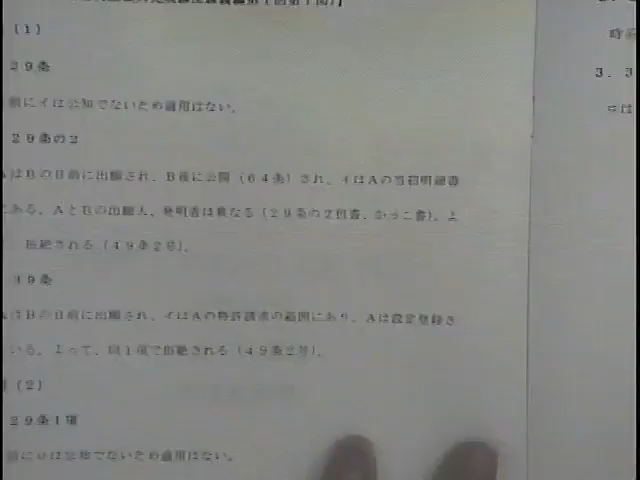 (1)
29条
前にイは公知でないため適用はない。
29条の2
はBの日前に出願され、B後に公開(64条)され、イはAの当初明細書
にある。AとBの出願人、発明者は異なる(29条の2但書、かっこ書)。よ
拒絶される(49条2号)。
39条
はBの日前に出願され、イはAの特許請求の範囲にあり、Aは設定登録さ
いる。よって、同1項で拒絶される(49条2号)。
(2)
29条1項
前にロは公知でないため適用はない。
時
3.3
ロは